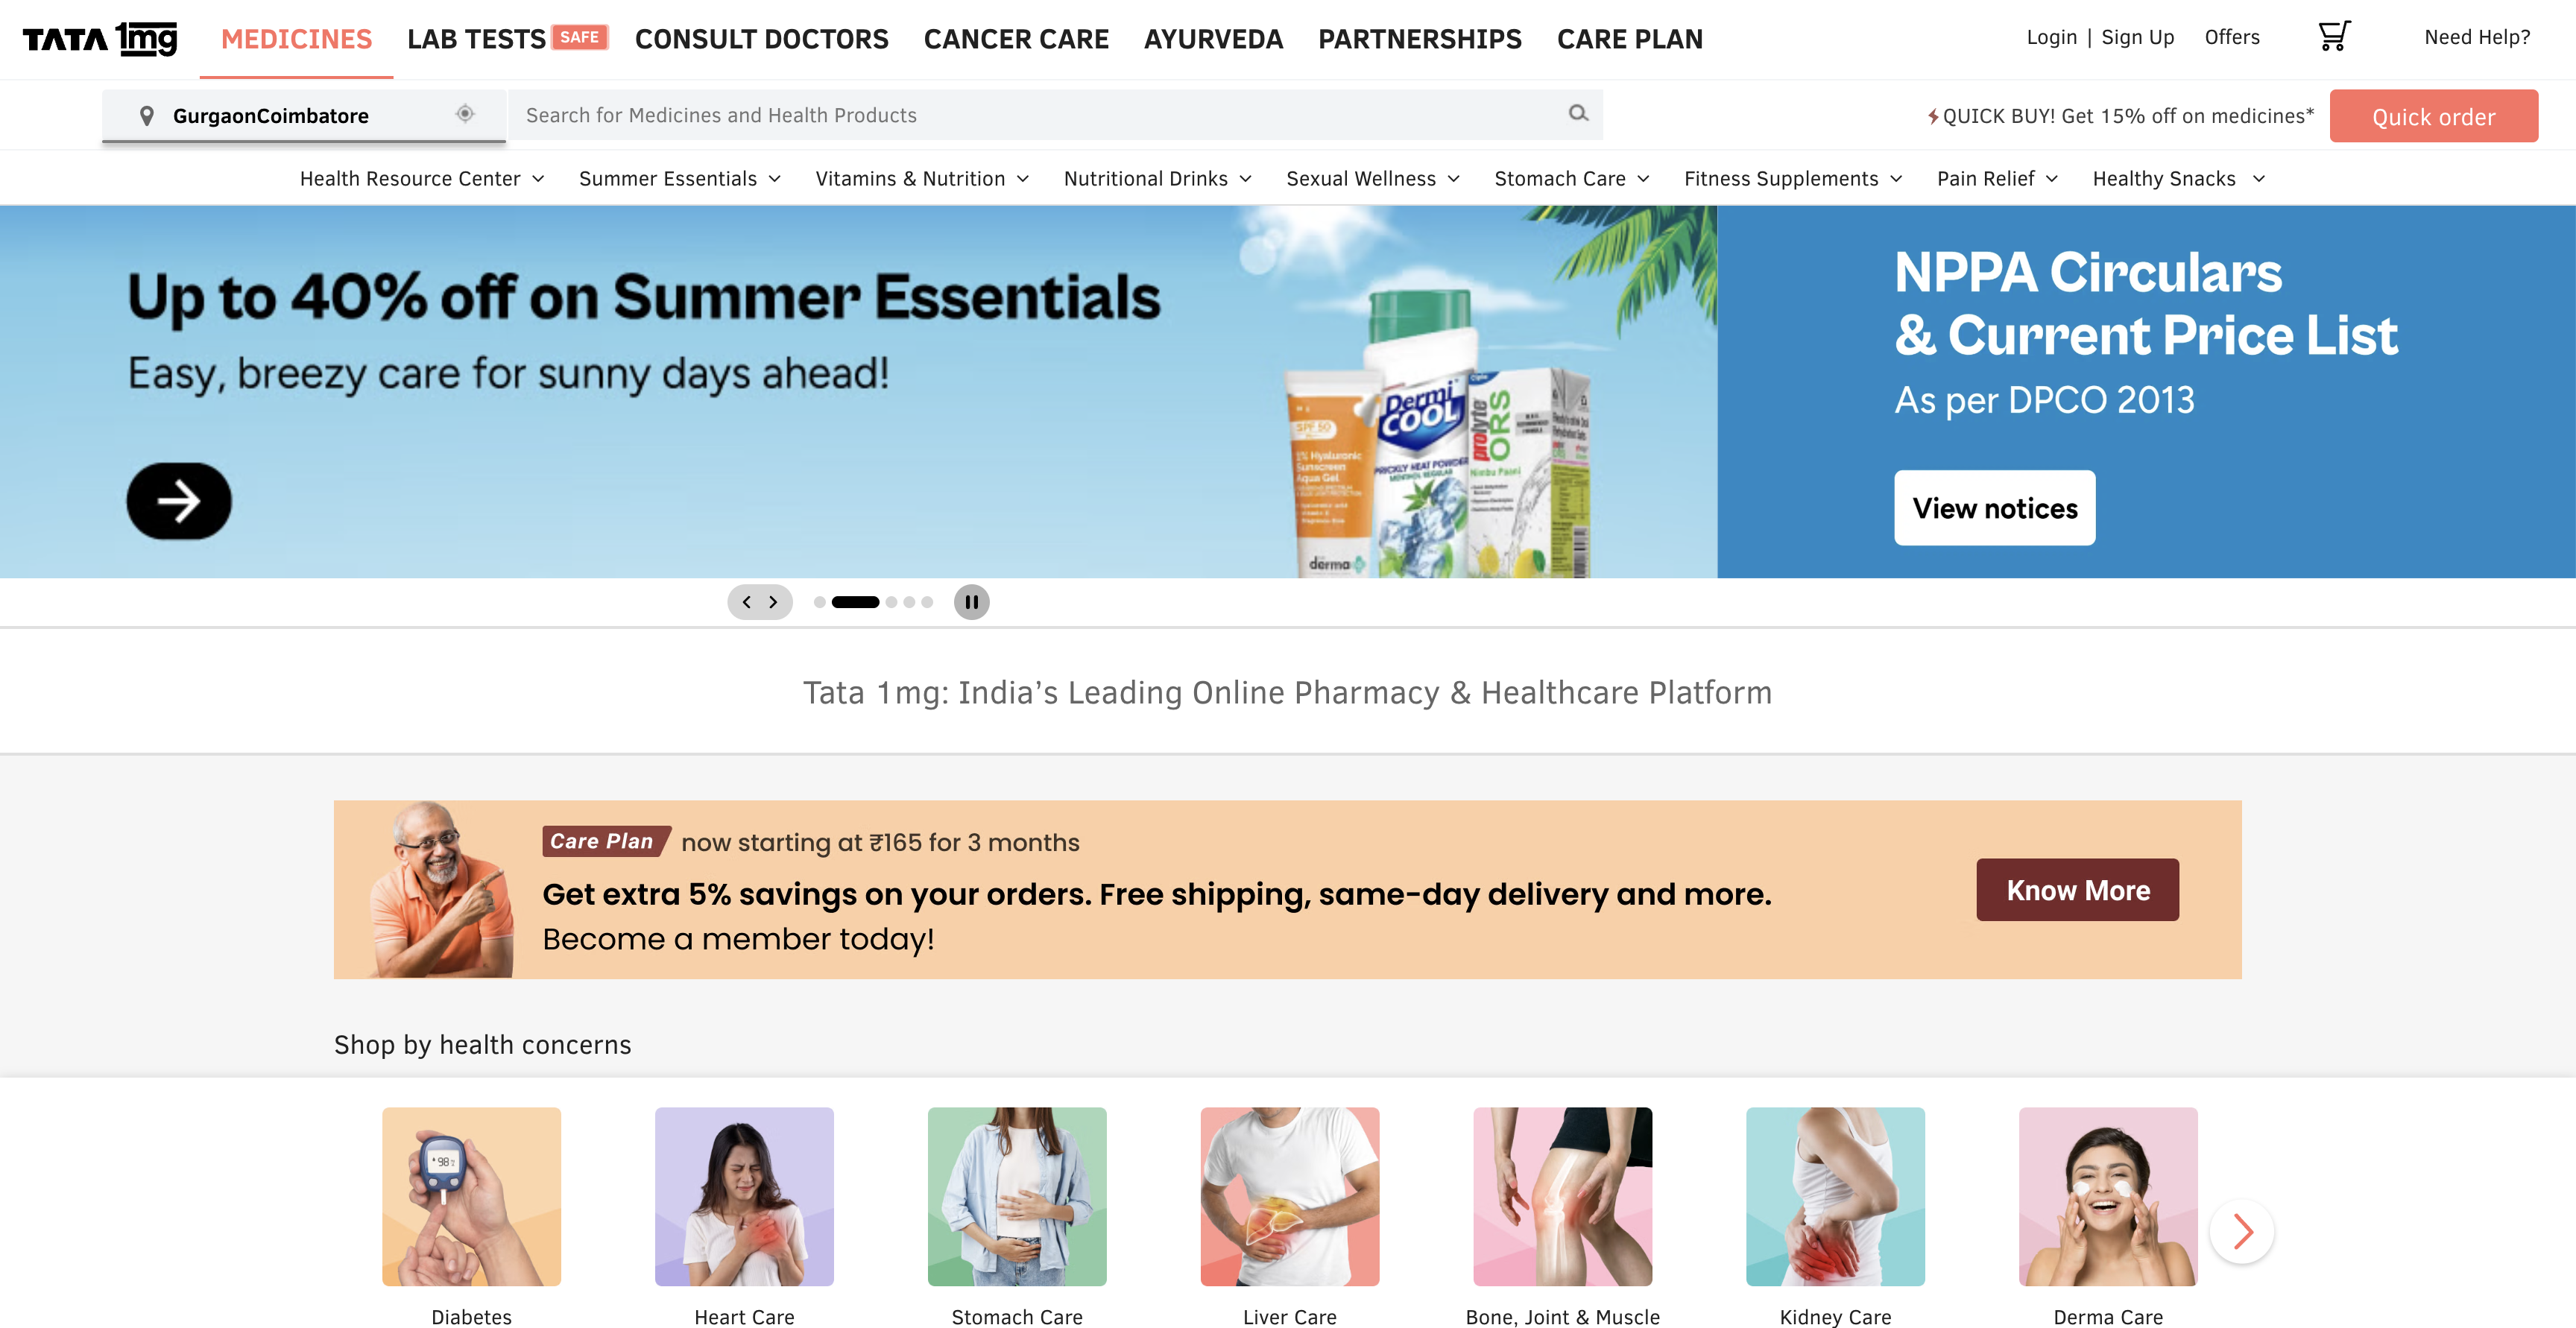 TATA 1mg
MEDICINES
LAB TESTS SAFE
CONSULT DOCTORS
CANCER CARE
AYURVEDA
PARTNERSHIPS
CARE PLAN
Login | Sign Up
Offers
Need Help?
GurgaonCoimbatore
Search for Medicines and Health Products
QUICK BUY! Get 15% off on medicines*
Quick order
Health Resource Center
Summer Essentials
Vitamins & Nutrition
Nutritional Drinks
Sexual Wellness
Stomach Care
Fitness Supplements
Pain Relief
Healthy Snacks
Up to 40% off on Summer Essentials
Easy, breezy care for sunny days ahead!
SPF 50
1% Hyaluronic
Sunscreen
Aqua Gel
derma
Dermi
COOL
PRICKLY HEAT POWDER
MENTHOL REGULAR
Cipla
prolyte
ORS
Nimbu Paani
NPPA Circulars
& Current Price List
As per DPCO 2013
View notices
Tata 1mg: India’s Leading Online Pharmacy & Healthcare Platform
Care Plan now starting at ₹165 for 3 months
Get extra 5% savings on your orders. Free shipping, same-day delivery and more.
Become a member today!
Know More
Shop by health concerns
98
Diabetes
Heart Care
Stomach Care
Liver Care
Bone, Joint & Muscle
Kidney Care
Derma Care